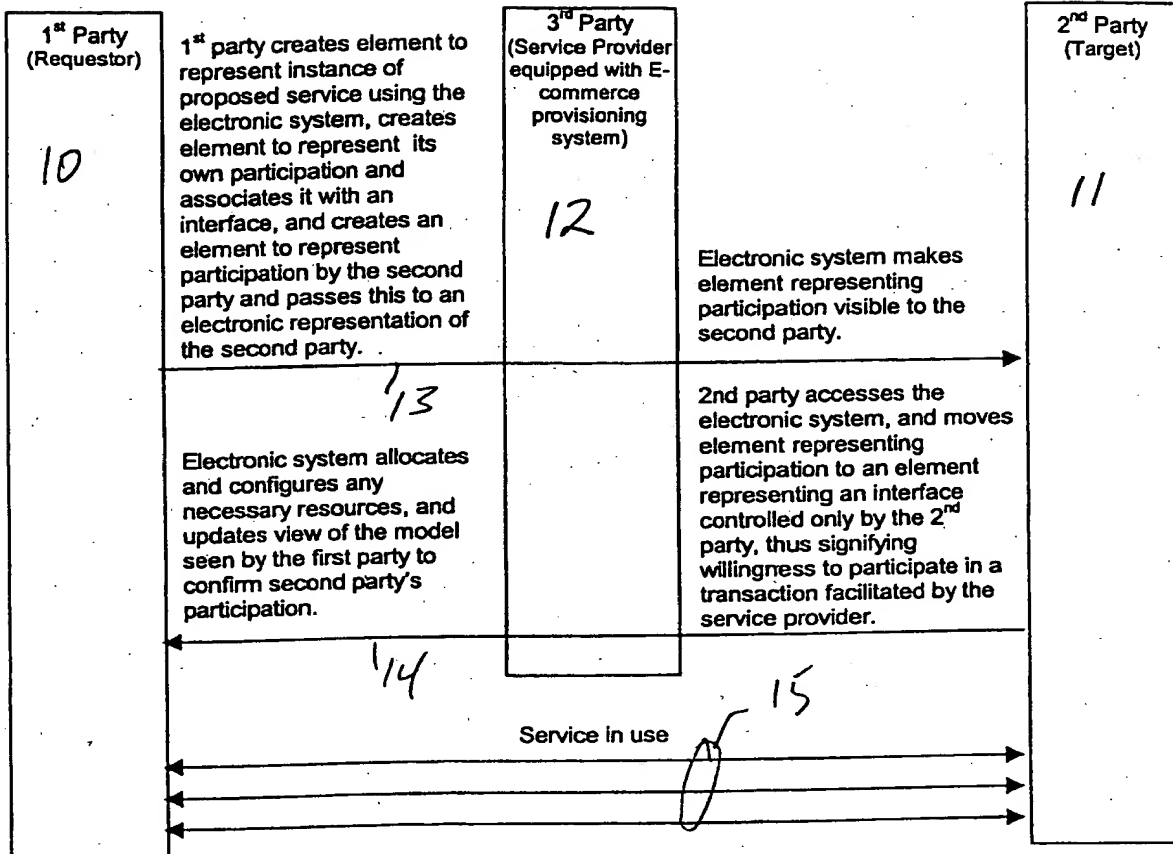 1st Party
(Requestor)
10
1st party creates element to
represent instance of
proposed service using the
electronic system, creates
element to represent its
own participation and
associates it with an
interface, and creates an
element to represent
participation by the second
party and passes this to an
electronic representation of
the second party.
13
Electronic system allocates
and configures any
necessary resources, and
updates view of the model
seen by the first party to
confirm second party's
participation.
14
3rd Party
(Service Provider
equipped with E-
commerce
provisioning
system)
12
Electronic system makes
element representing
participation visible to the
second party.
2nd party accesses the
electronic system, and moves
element representing
participation to an element
representing an interface
controlled only by the 2nd
party, thus signifying
willingness to participate in a
transaction facilitated by the
service provider.
2nd Party
(Target)
11
Service in use
15